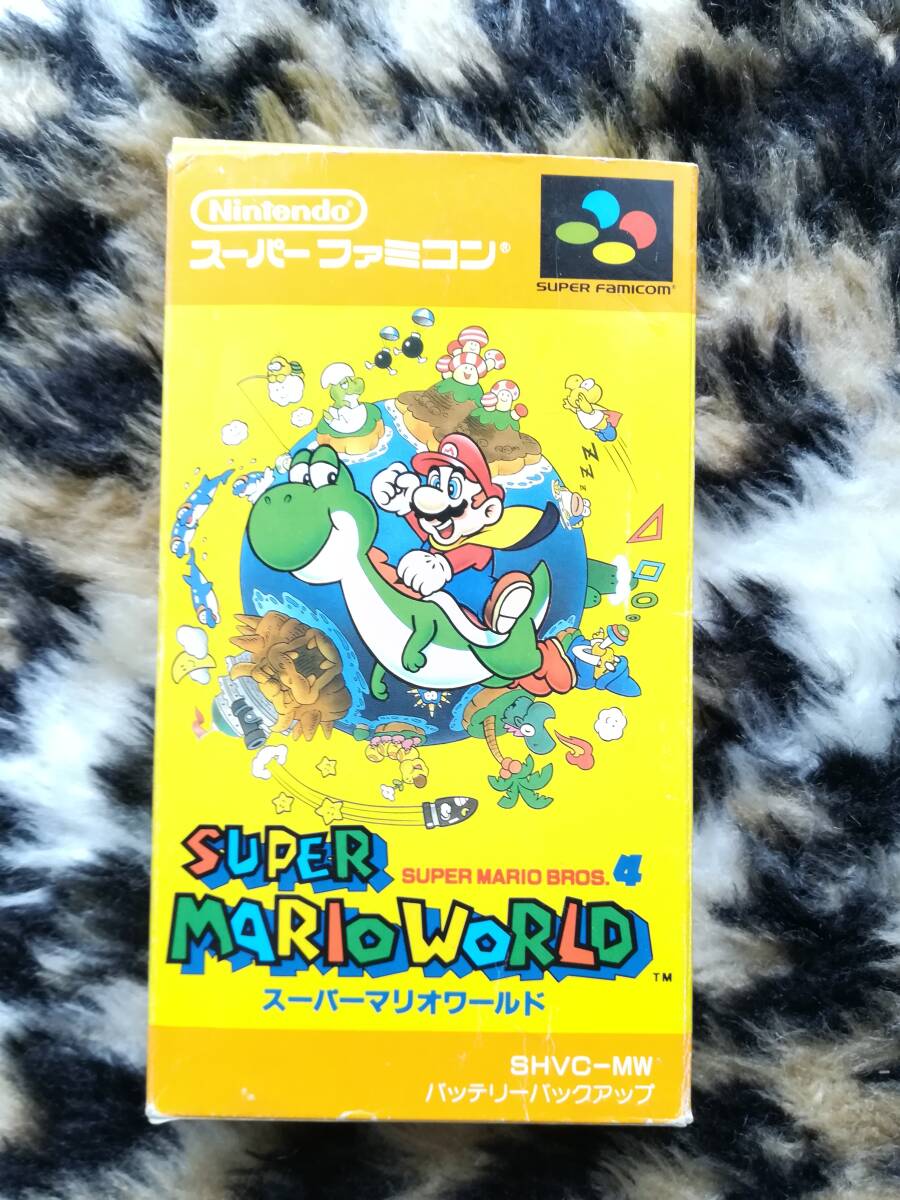 Nintendo®
スーパーファミコン®
SUPER FAMICOM®
M
ZZZZ
SUPER
SUPER MARIO BROS. 4
MARIO WORLD™
スーパーマリオワールド
SHVC-MW
バッテリーバックアップ